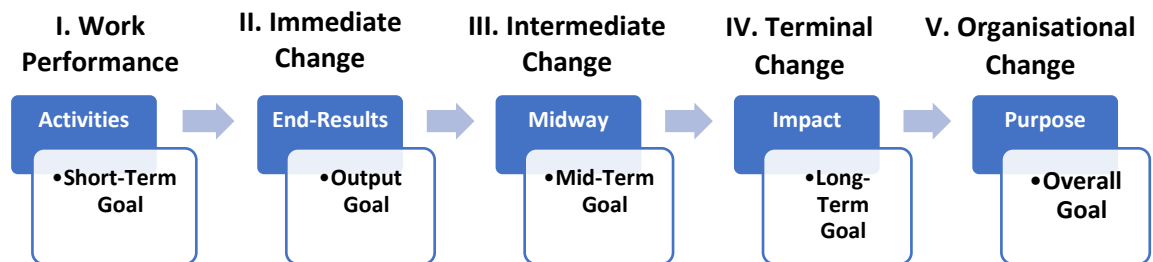 I. Work
Performance
II. Immediate
Change
III. Intermediate
Change
IV. Terminal
Change
V. Organisational
Change
Activities
End-Results
Midway
Impact
Purpose
•Short-Term
Goal
•Output
Goal
•Mid-Term
Goal
•Long-
Term
Goal
•Overall
Goal